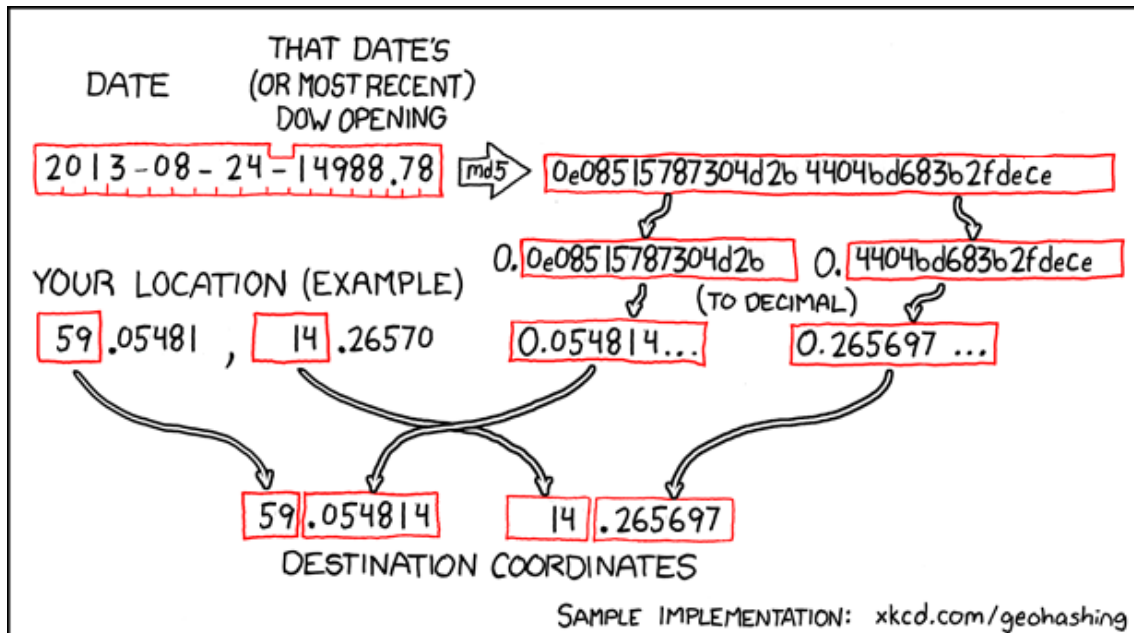 DATE
THAT DATE'S
(OR MOST RECENT)
DOW OPENING
2013-08-24-14988.78
md5
0e08515787304d2b 4404bd683b2fdece
0. 0e08515787304d2b
0. 4404bd683b2fdece
YOUR LOCATION (EXAMPLE)
(TO DECIMAL)
59.05481, 14.26570
0.054814...
0.265697 ...
59.054814
14.265697
DESTINATION COORDINATES
SAMPLE IMPLEMENTATION: xkcd.com/geohashing